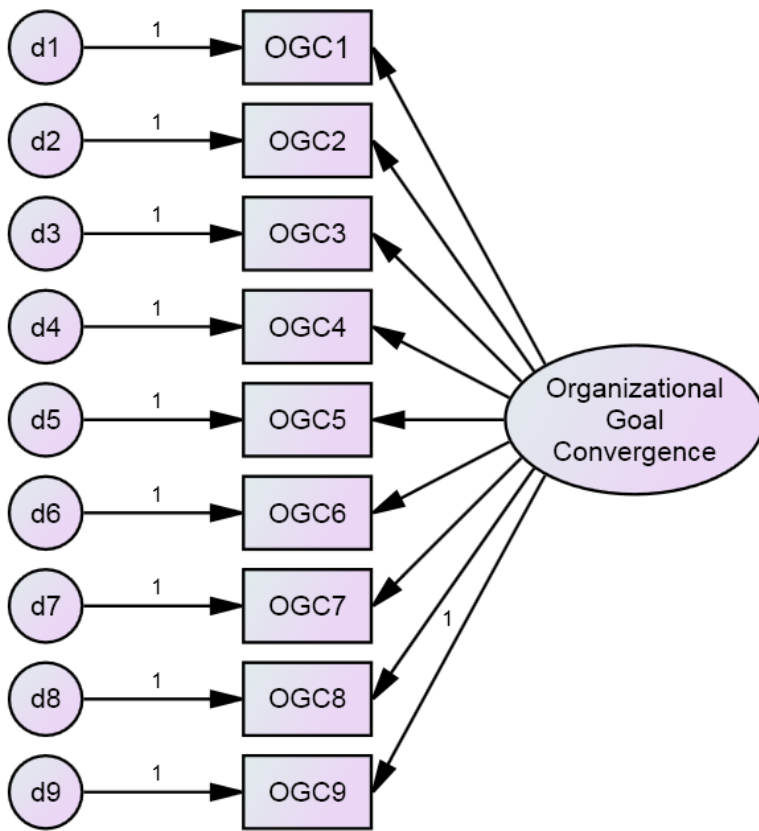 d1 1 OGC1
d2 1 OGC2
d3 1 OGC3
d4 1 OGC4
d5 1 OGC5
d6 1 OGC6
d7 1 OGC7
d8 1 OGC8
d9 1 OGC9
Organizational
Goal
Convergence
1